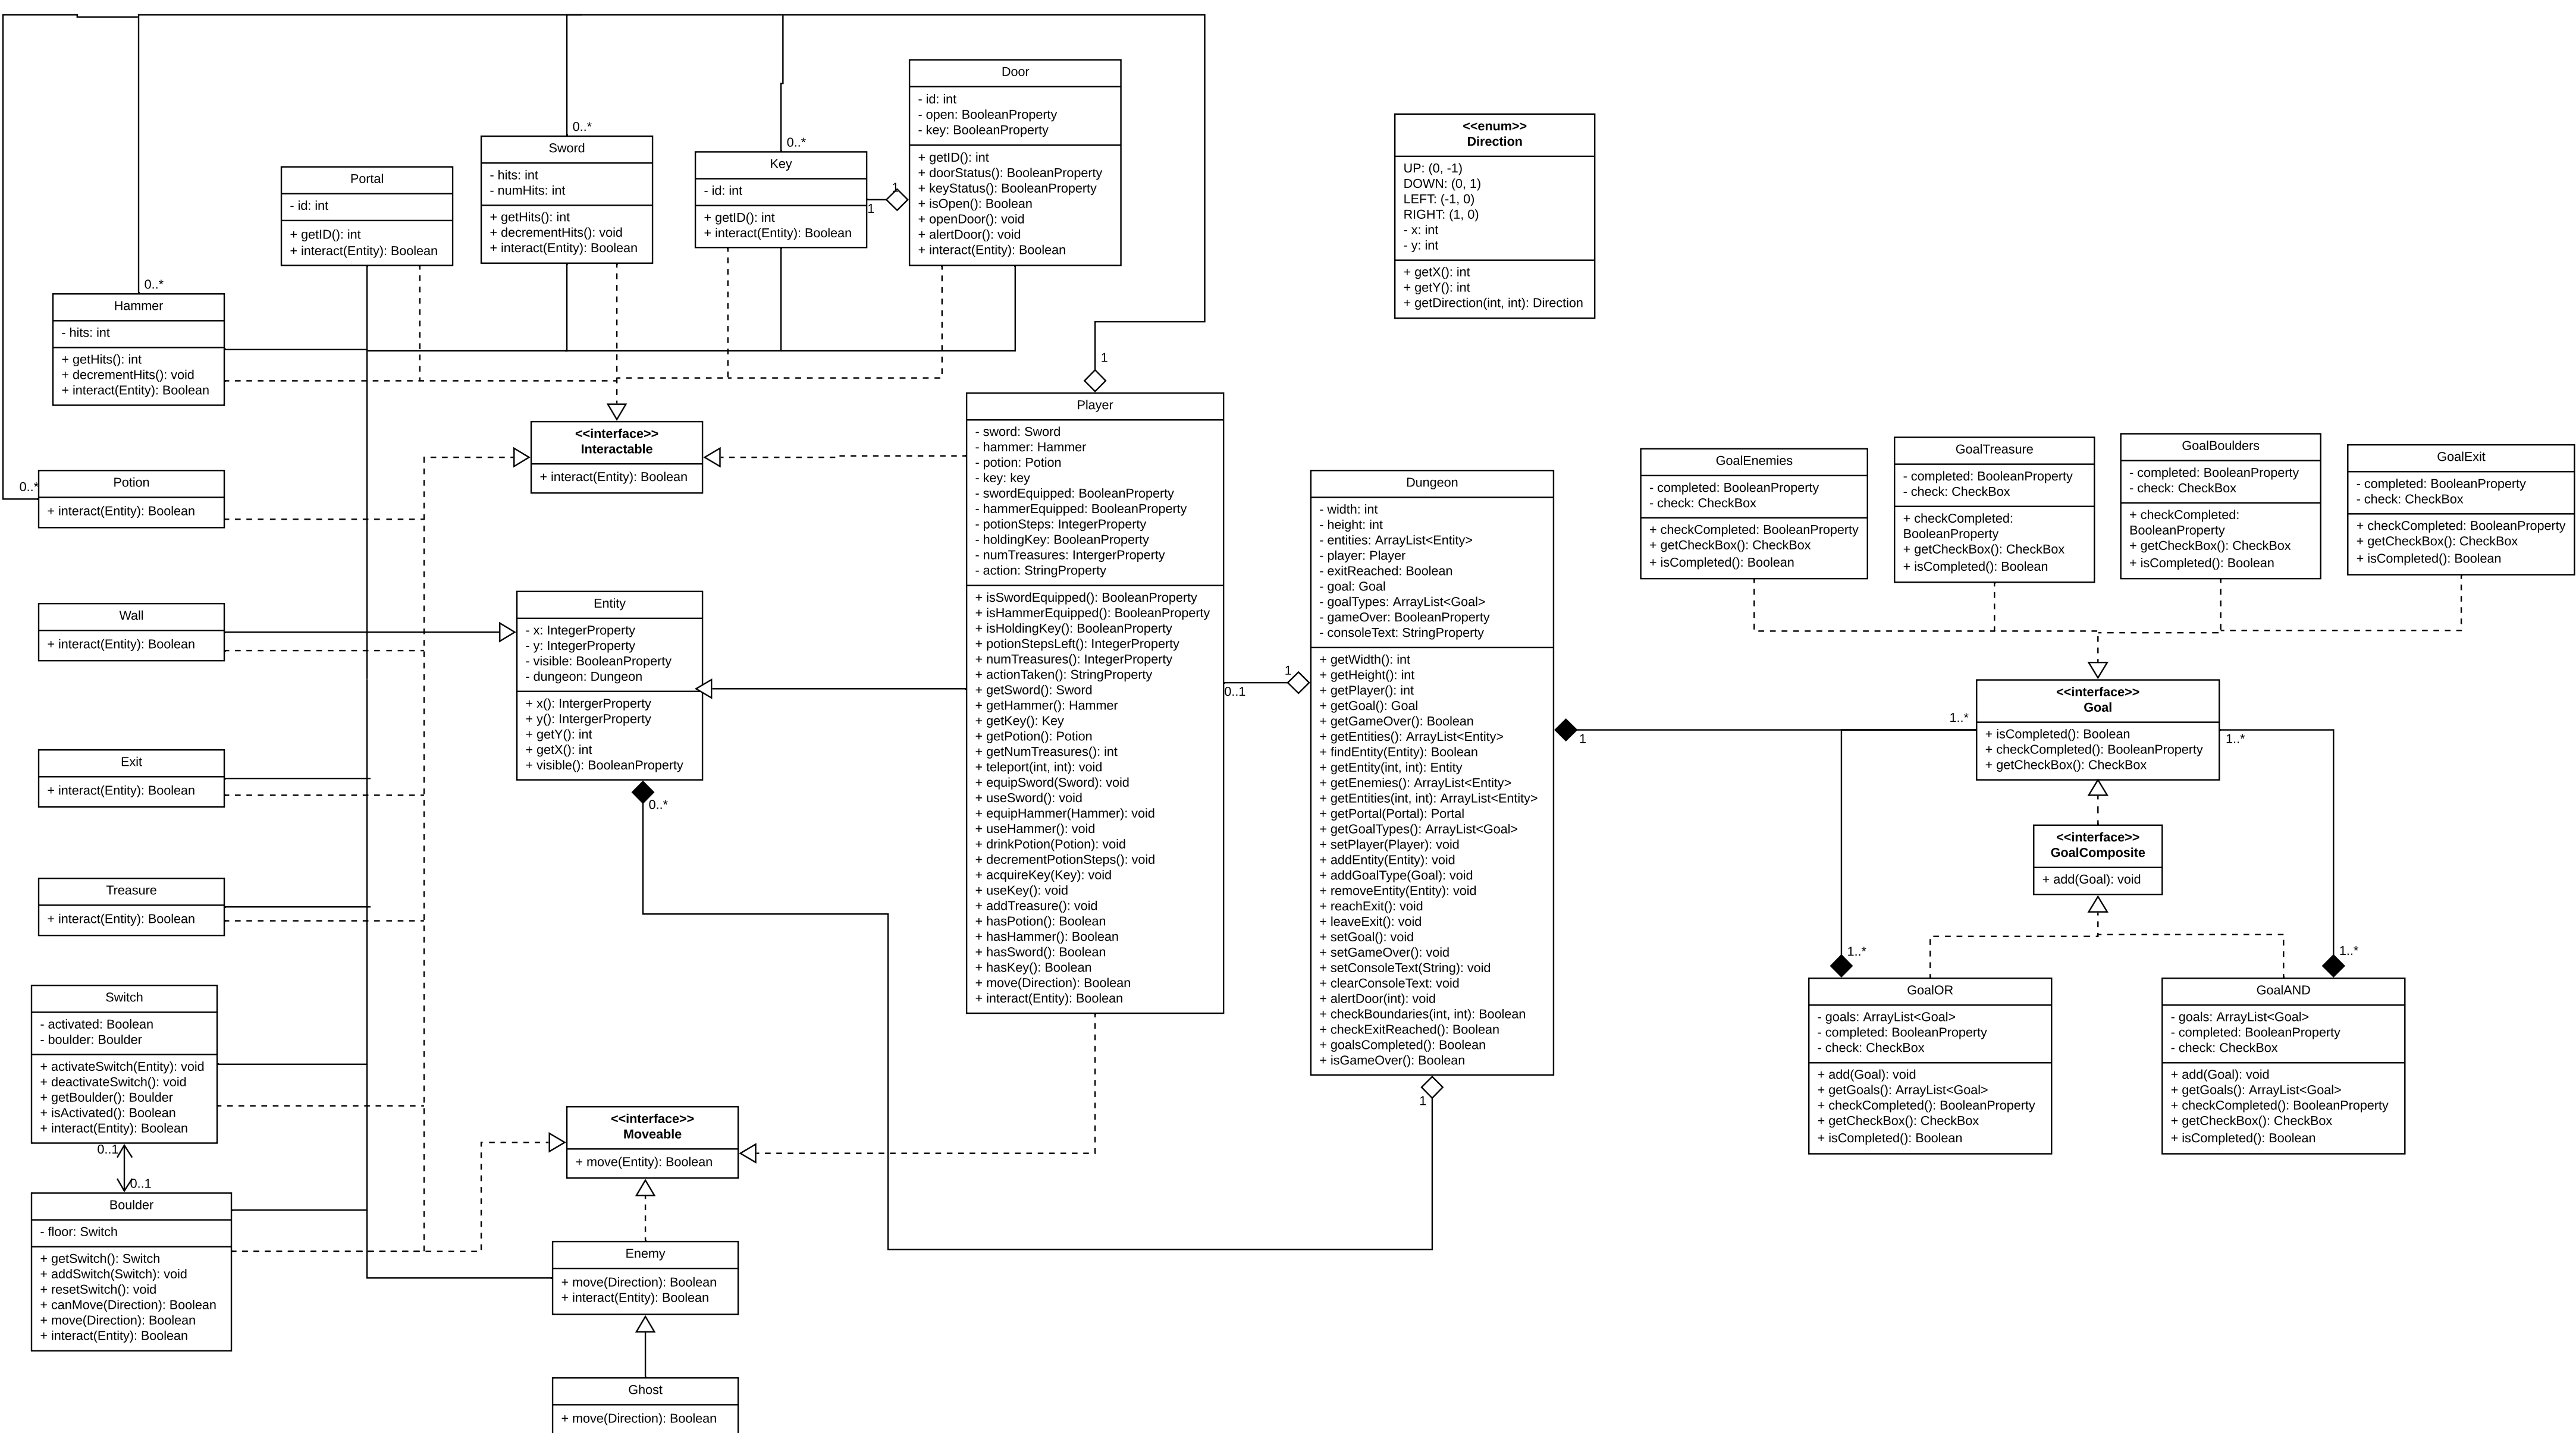 Door
- id: int
- open: BooleanProperty
- key: BooleanProperty
+ getID(): int
+ doorStatus(): BooleanProperty
+ keyStatus(): BooleanProperty
+ isOpen(): Boolean
+ openDoor(): void
+ alertDoor(): void
+ interact(Entity): Boolean
<<enum>>
Direction
UP: (0, -1)
DOWN: (0, 1)
LEFT: (-1, 0)
RIGHT: (1, 0)
- x: int
- y: int
+ getX(): int
+ getY(): int
+ getDirection(int, int): Direction
0..*
Sword
- hits: int
- numHits: int
+ getHits(): int
+ decrementHits(): void
+ interact(Entity): Boolean
0..*
Key
- id: int
+ getID(): int
+ interact(Entity): Boolean
1
1
Portal
- id: int
+ getID(): int
+ interact(Entity): Boolean
0..*
Hammer
- hits: int
+ getHits(): int
+ decrementHits(): void
+ interact(Entity): Boolean
<<interface>>
Interactable
+ interact(Entity): Boolean
1
Player
- sword: Sword
- hammer: Hammer
- potion: Potion
- key: key
- swordEquipped: BooleanProperty
- hammerEquipped: BooleanProperty
- potionSteps: IntegerProperty
- holdingKey: BooleanProperty
- numTreasures: IntergerProperty
- action: StringProperty
+ isSwordEquipped(): BooleanProperty
+ isHammerEquipped(): BooleanProperty
+ isHoldingKey(): BooleanProperty
+ potionStepsLeft(): IntegerProperty
+ numTreasures(): IntegerProperty
+ actionTaken(): StringProperty
+ getSword(): Sword
+ getHammer(): Hammer
+ getKey(): Key
+ getPotion(): Potion
+ getNumTreasures(): int
+ teleport(int, int): void
+ equipSword(Sword): void
+ useSword(): void
+ equipHammer(Hammer): void
+ useHammer(): void
+ drinkPotion(Potion): void
+ decrementPotionSteps(): void
+ acquireKey(Key): void
+ useKey(): void
+ addTreasure(): void
+ hasPotion(): Boolean
+ hasHammer(): Boolean
+ hasSword(): Boolean
+ hasKey(): Boolean
+ move(Direction): Boolean
+ interact(Entity): Boolean
0..1
1
Dungeon
- width: int
- height: int
- entities: ArrayList<Entity>
- player: Player
- exitReached: Boolean
- goal: Goal
- goalTypes: ArrayList<Goal>
- gameOver: BooleanProperty
- consoleText: StringProperty
+ getWidth(): int
+ getHeight(): int
+ getPlayer(): int
+ getGoal(): Goal
+ getGameOver(): Boolean
+ getEntities(): ArrayList<Entity>
+ findEntity(Entity): Boolean
+ getEntity(int, int): Entity
+ getEnemies(): ArrayList<Entity>
+ getEntities(int, int): ArrayList<Entity>
+ getPortal(Portal): Portal
+ getGoalTypes(): ArrayList<Goal>
+ setPlayer(Player): void
+ addEntity(Entity): void
+ addGoalType(Goal): void
+ removeEntity(Entity): void
+ reachExit(): void
+ leaveExit(): void
+ setGoal(): void
+ setGameOver(): void
+ setConsoleText(String): void
+ clearConsoleText: void
+ alertDoor(int): void
+ checkBoundaries(int, int): Boolean
+ checkExitReached(): Boolean
+ goalsCompleted(): Boolean
+ isGameOver(): Boolean
1
1
GoalEnemies
- completed: BooleanProperty
- check: CheckBox
+ checkCompleted: BooleanProperty
+ getCheckBox(): CheckBox
+ isCompleted(): Boolean
GoalTreasure
- completed: BooleanProperty
- check: CheckBox
+ checkCompleted:
BooleanProperty
+ getCheckBox(): CheckBox
+ isCompleted(): Boolean
GoalBoulders
- completed: BooleanProperty
- check: CheckBox
+ checkCompleted:
BooleanProperty
+ getCheckBox(): CheckBox
+ isCompleted(): Boolean
GoalExit
- completed: BooleanProperty
- check: CheckBox
+ checkCompleted: BooleanProperty
+ getCheckBox(): CheckBox
+ isCompleted(): Boolean
1..*
<<interface>>
Goal
+ isCompleted(): Boolean
+ checkCompleted(): BooleanProperty
+ getCheckBox(): CheckBox
1..*
<<interface>>
GoalComposite
+ add(Goal): void
1..*
GoalOR
- goals: ArrayList<Goal>
- completed: BooleanProperty
- check: CheckBox
+ add(Goal): void
+ getGoals(): ArrayList<Goal>
+ checkCompleted(): BooleanProperty
+ getCheckBox(): CheckBox
+ isCompleted(): Boolean
1..*
GoalAND
- goals: ArrayList<Goal>
- completed: BooleanProperty
- check: CheckBox
+ add(Goal): void
+ getGoals(): ArrayList<Goal>
+ checkCompleted(): BooleanProperty
+ getCheckBox(): CheckBox
+ isCompleted(): Boolean
0..*
Potion
+ interact(Entity): Boolean
Wall
+ interact(Entity): Boolean
Entity
- x: IntegerProperty
- y: IntegerProperty
- visible: BooleanProperty
- dungeon: Dungeon
+ x(): IntergerProperty
+ y(): IntergerProperty
+ getY(): int
+ getX(): int
+ visible(): BooleanProperty
0..*
Exit
+ interact(Entity): Boolean
Treasure
+ interact(Entity): Boolean
Switch
- activated: Boolean
- boulder: Boulder
+ activateSwitch(Entity): void
+ deactivateSwitch(): void
+ getBoulder(): Boulder
+ isActivated(): Boolean
+ interact(Entity): Boolean
0..1
0..1
Boulder
- floor: Switch
+ getSwitch(): Switch
+ addSwitch(Switch): void
+ resetSwitch(): void
+ canMove(Direction): Boolean
+ move(Direction): Boolean
+ interact(Entity): Boolean
<<interface>>
Moveable
+ move(Entity): Boolean
Enemy
+ move(Direction): Boolean
+ interact(Entity): Boolean
Ghost
+ move(Direction): Boolean